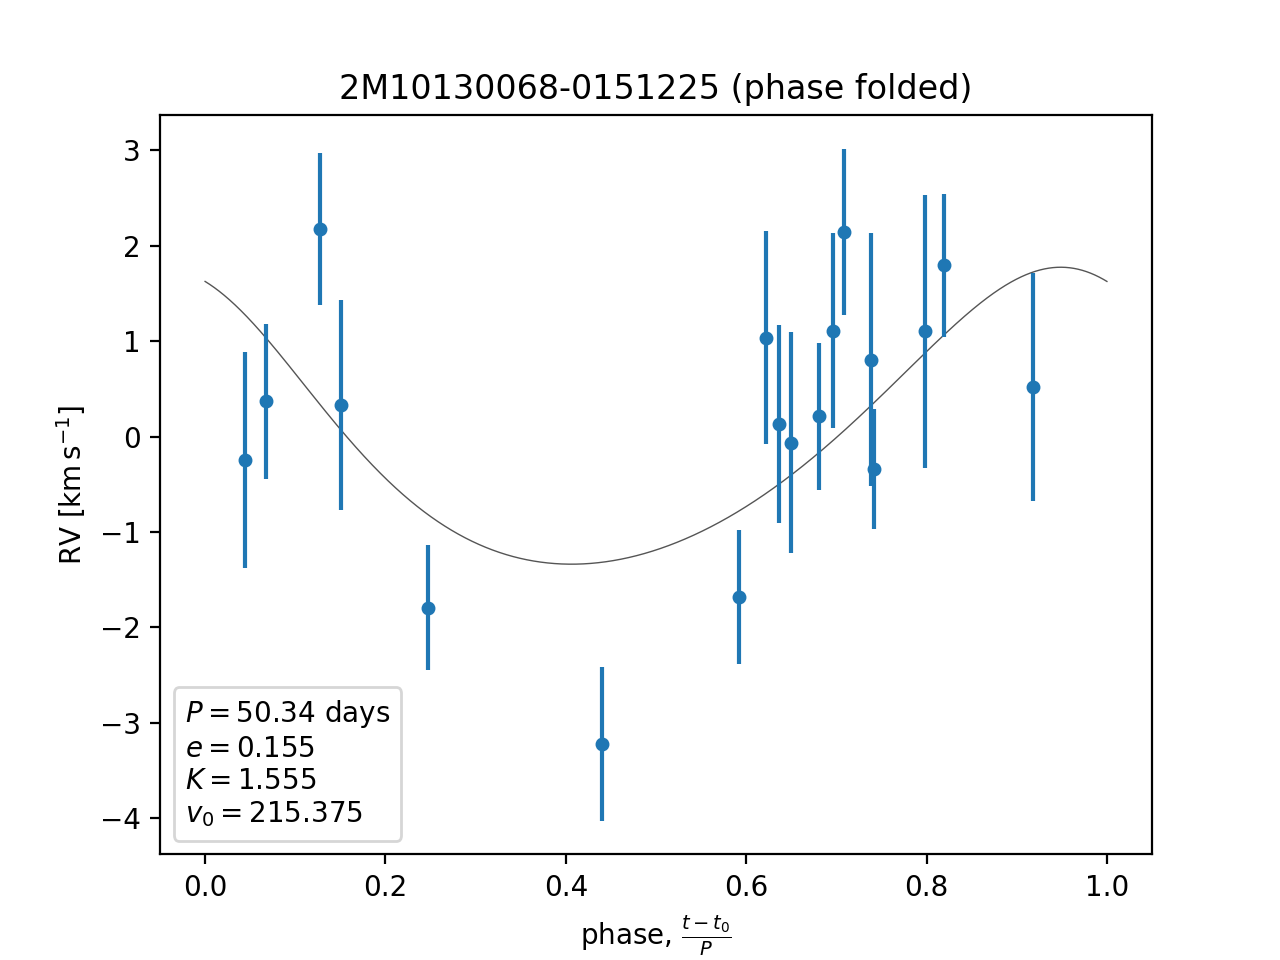 2M10130068-0151225 (phase folded)
RV [km s⁻¹]
3
2
1
0
−1
−2
−3
−4
P = 50.34 days
e = 0.155
K = 1.555
v₀ = 215.375
0.0 0.2 0.4 0.6 0.8 1.0
phase, (t − t₀)/P